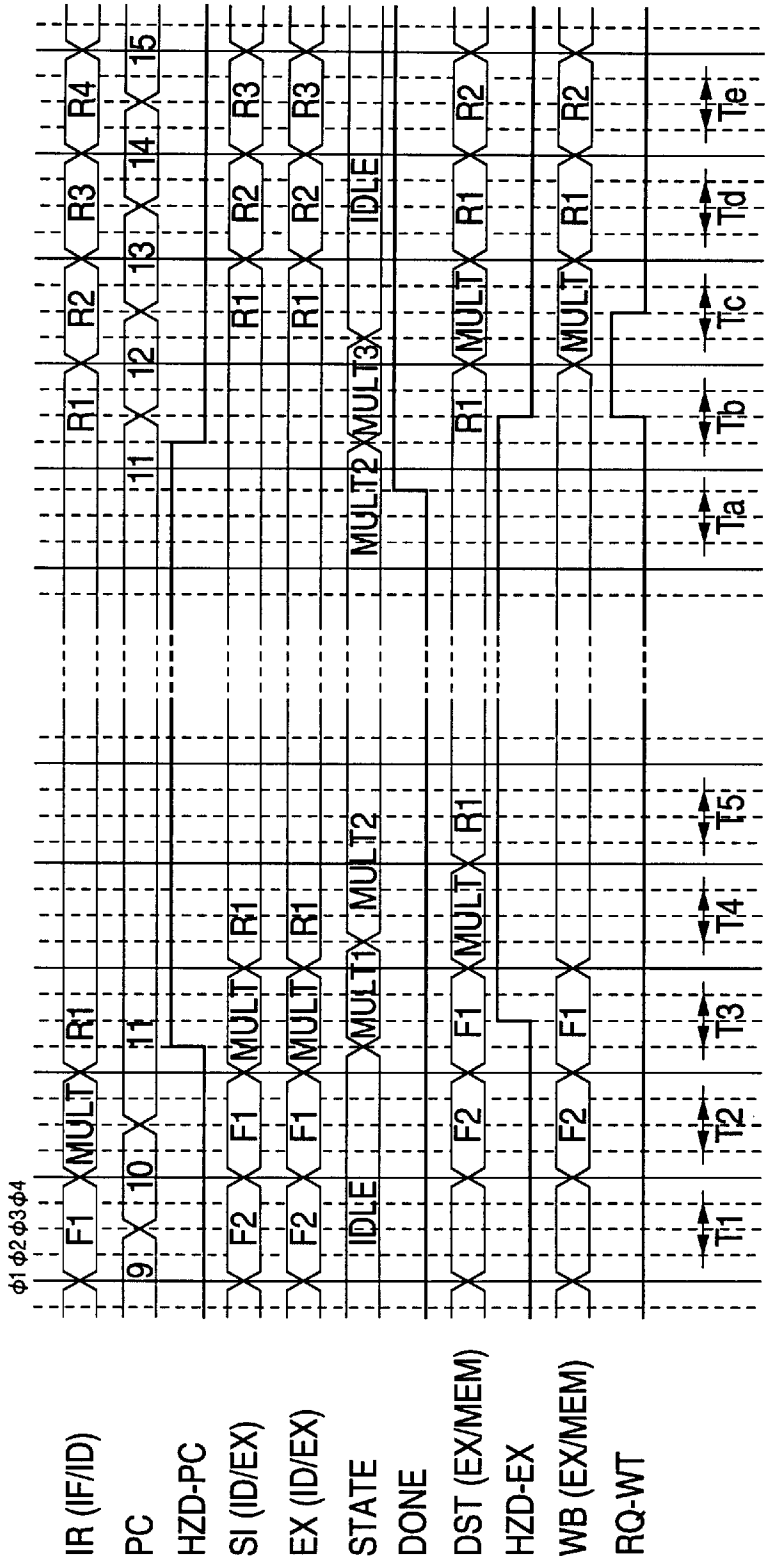 φ1 φ2 φ3 φ4
IR (IF/ID) F1 MULT R1 R1 R2 R3 R4
PC 9 10 11 11 12 13 14 15
HZD-PC
SI (ID/EX) F2 F1 MULT R1 R1 R2 R3
EX (ID/EX) F2 F1 MULT R1 R1 R2 R3
STATE IDLE MULT1 MULT2 MULT2 MULT3 IDLE
DONE
DST (EX/MEM) F2 F1 MULT R1 R1 MULT R1 R2
HZD-EX
WB (EX/MEM) F2 F1 MULT R1 R2
RQ-WT
T1 T2 T3 T4 T5 Ta Tb Tc Td Te